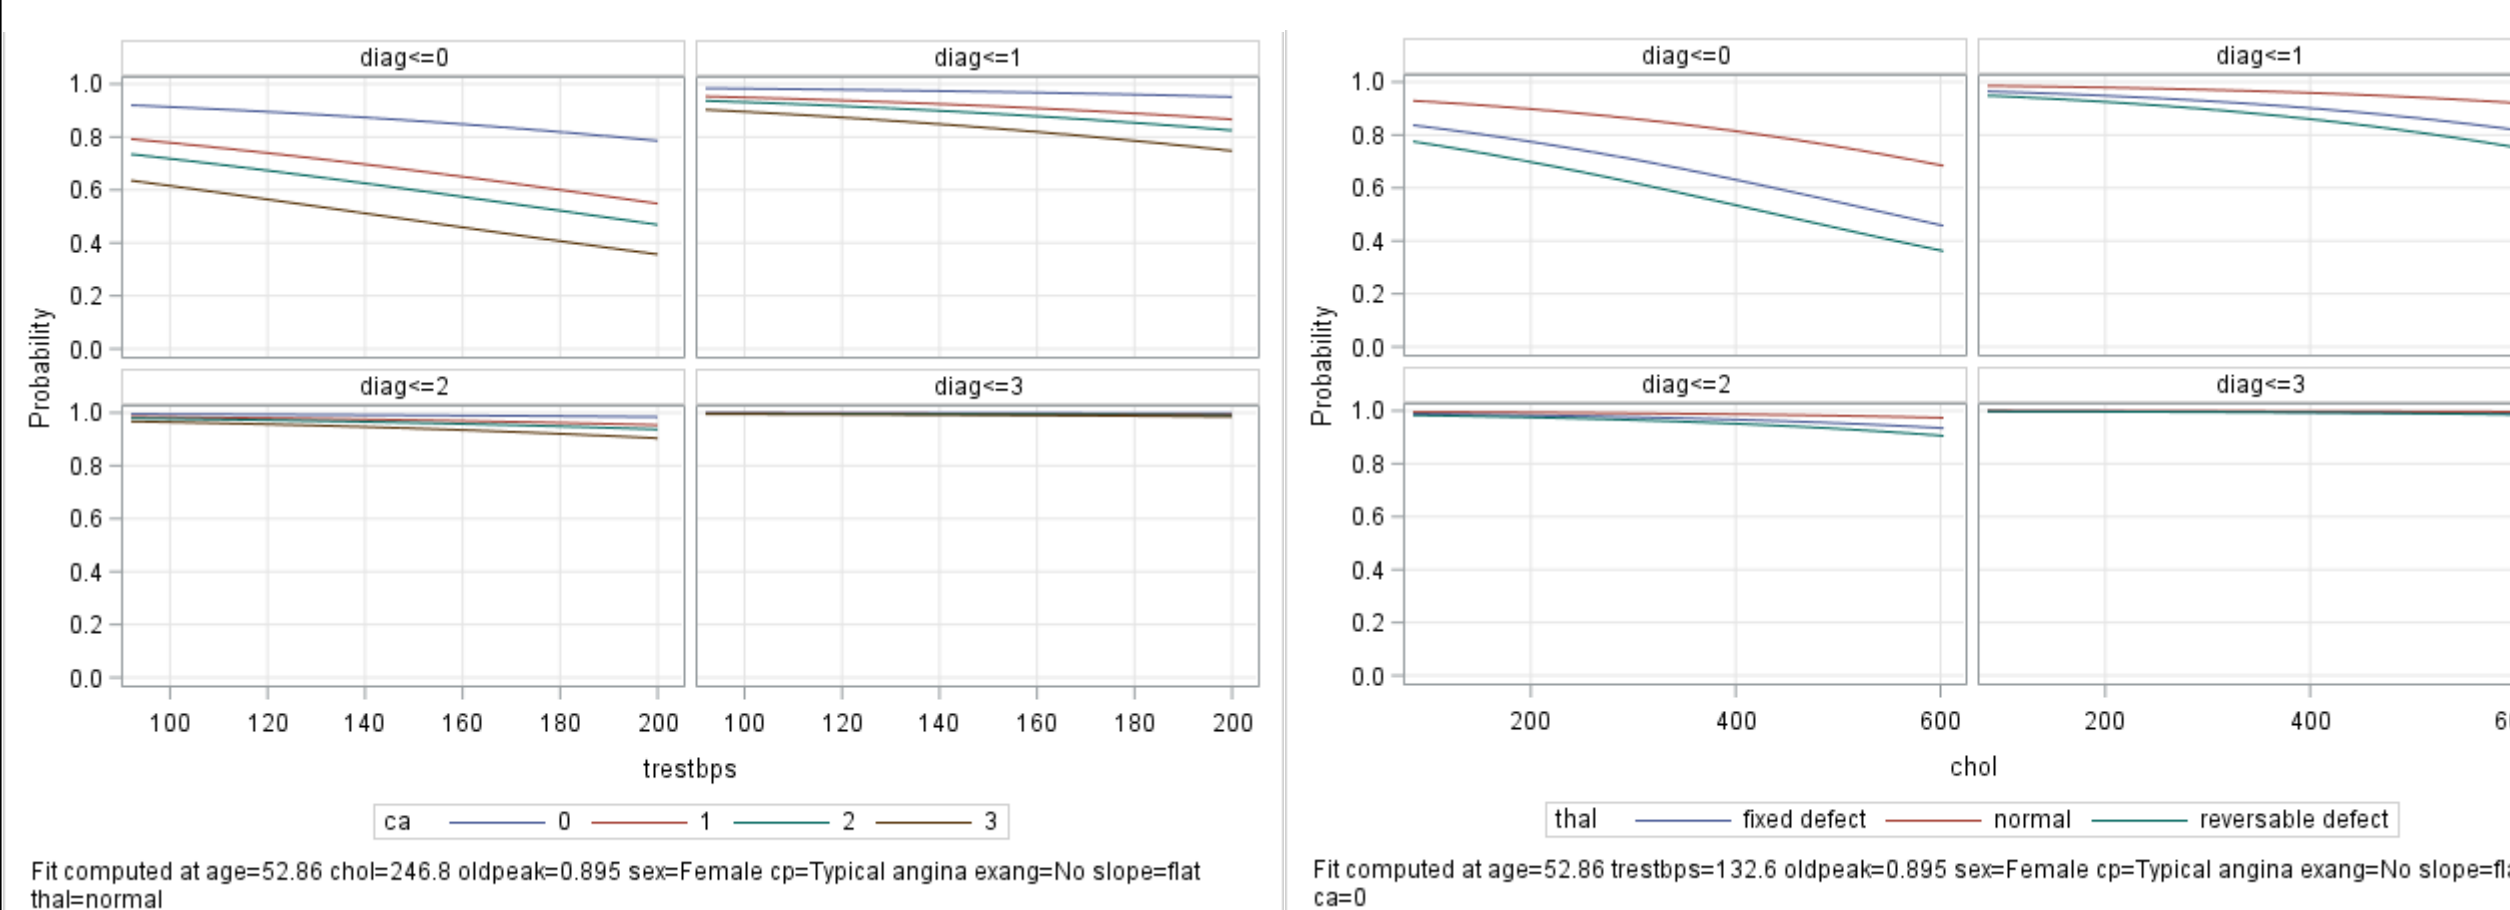 diag<=0
diag<=1
1.0
0.8
0.6
0.4
0.2
0.0
diag<=2
diag<=3
1.0
0.8
0.6
0.4
0.2
0.0
Probability
100 120 140 160 180 200
100 120 140 160 180 200
trestbps
ca 0 1 2 3
Fit computed at age=52.86 chol=246.8 oldpeak=0.895 sex=Female cp=Typical angina exang=No slope=flat
thal=normal
diag<=0
diag<=1
1.0
0.8
0.6
0.4
0.2
0.0
diag<=2
diag<=3
1.0
0.8
0.6
0.4
0.2
0.0
Probability
200 400 600
200 400
chol
thal fixed defect normal reversable defect
Fit computed at age=52.86 trestbps=132.6 oldpeak=0.895 sex=Female cp=Typical angina exang=No
ca=0